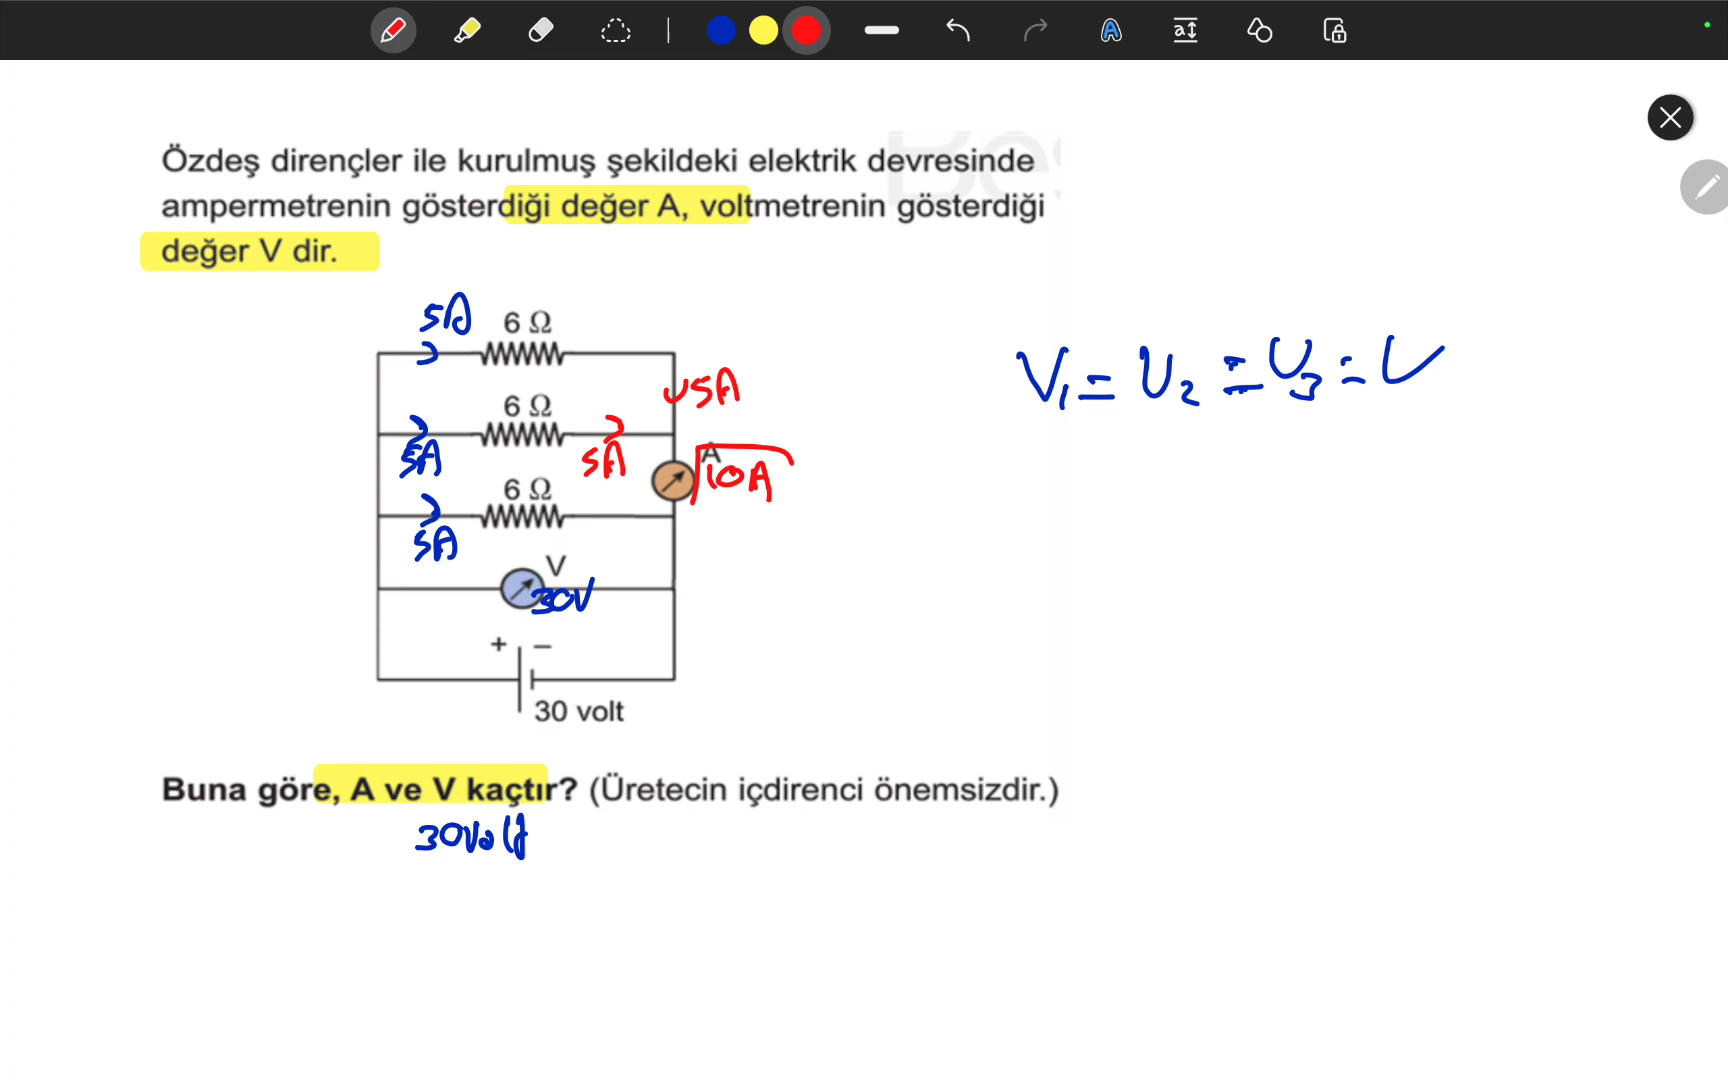 Özdeş dirençler ile kurulmuş şekildeki elektrik devresinde
ampermetrenin gösterdiği değer A, voltmetrenin gösterdiği
değer V dir.
5A
6 Ω
V₁ = V₂ = V₃ = V
5A
6 Ω
5A
5A
A
10A
6 Ω
5A
V
30V
+ −
30 volt
Buna göre, A ve V kaçtır? (Üretecin içdirenci önemsizdir.)
30volt